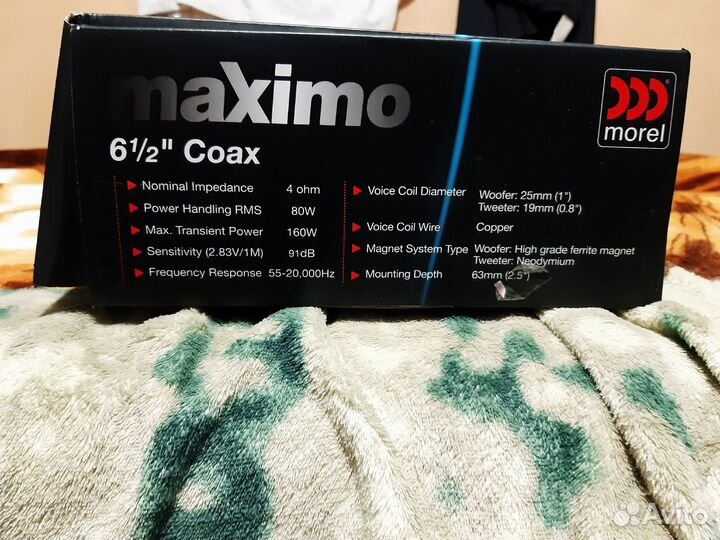 maximo
morel
6 1/2" Coax
Nominal Impedance 4 ohm
Power Handling RMS 80W
Max. Transient Power 160W
Sensitivity (2.83V/1M) 91dB
Frequency Response 55-20,000Hz
Voice Coil Diameter Woofer: 25mm (1")
Tweeter: 19mm (0.8")
Voice Coil Wire Copper
Magnet System Type Woofer: High grade ferrite magnet
Tweeter: Neodymium
Mounting Depth 63mm (2.5")
Avito